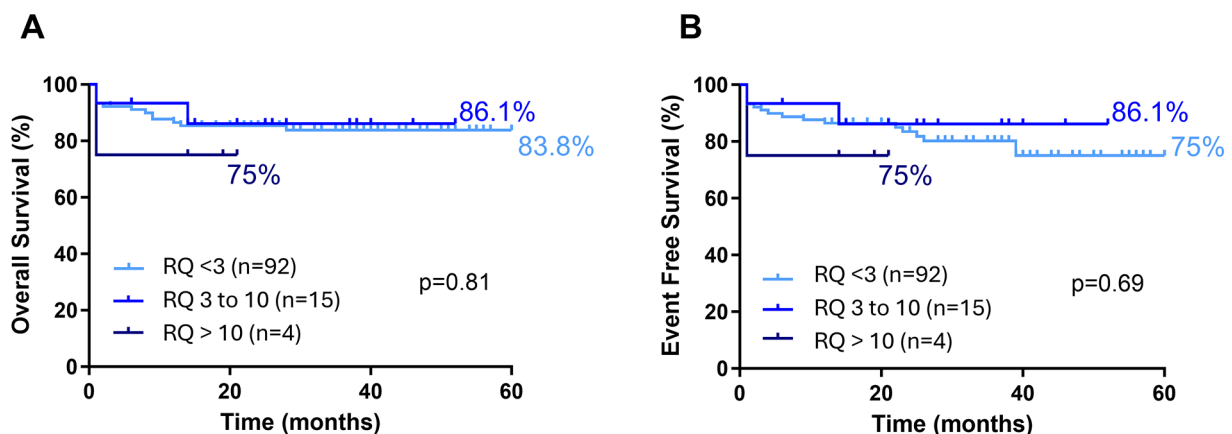 A
Overall Survival (%)
100
80
60
40
20
0
0 20 40 60
Time (months)
86.1%
83.8%
75%
RQ <3 (n=92)
RQ 3 to 10 (n=15)
RQ > 10 (n=4)
p=0.81
B
Event Free Survival (%)
100
80
60
40
20
0
0 20 40 60
Time (months)
86.1%
75%
75%
RQ <3 (n=92)
RQ 3 to 10 (n=15)
RQ > 10 (n=4)
p=0.69